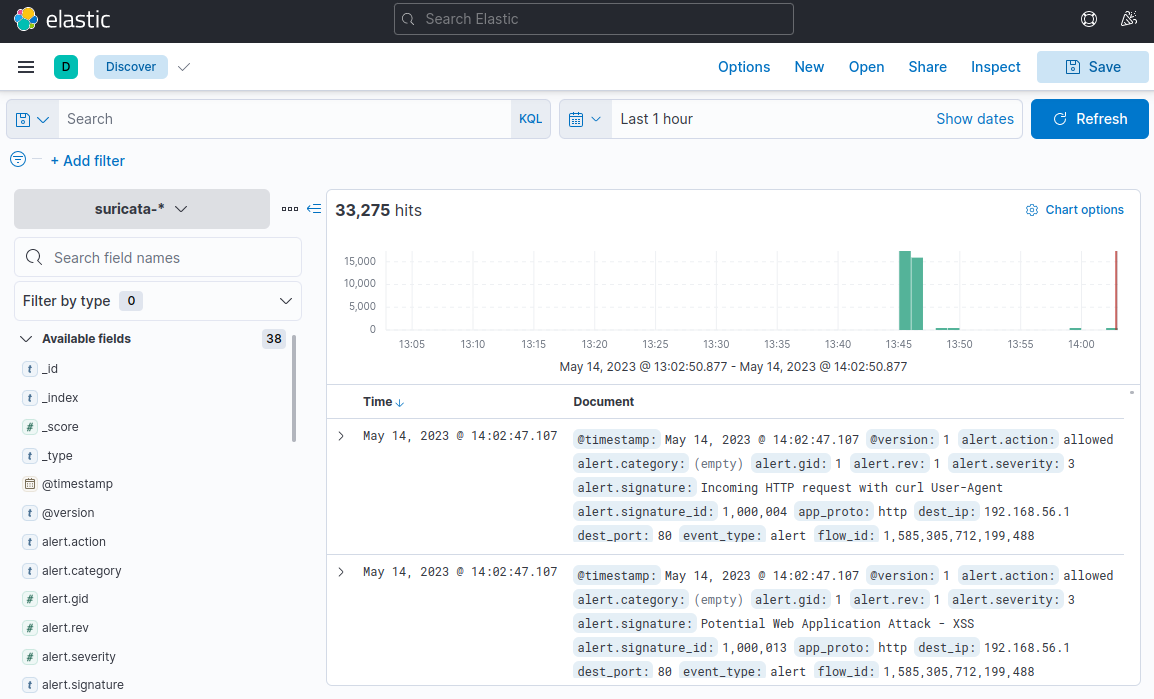 elastic
Search Elastic
D Discover Options New Open Share Inspect Save
Search KQL Last 1 hour Show dates Refresh
+ Add filter
suricata-*
Search field names
Filter by type 0
Available fields 38
t _id
t _index
# _score
t _type
@timestamp
t @version
t alert.action
t alert.category
# alert.gid
# alert.rev
# alert.severity
t alert.signature
33,275 hits
Chart options
15,000
10,000
5,000
0
13:05 13:10 13:15 13:20 13:25 13:30 13:35 13:40 13:45 13:50 13:55 14:00
May 14, 2023 @ 13:02:50.877 - May 14, 2023 @ 14:02:50.877
Time Document
May 14, 2023 @ 14:02:47.107 @timestamp: May 14, 2023 @ 14:02:47.107 @version: 1 alert.action: allowed
alert.category: (empty) alert.gid: 1 alert.rev: 1 alert.severity: 3
alert.signature: Incoming HTTP request with curl User-Agent
alert.signature_id: 1,000,004 app_proto: http dest_ip: 192.168.56.1
dest_port: 80 event_type: alert flow_id: 1,585,305,712,199,488
May 14, 2023 @ 14:02:47.107 @timestamp: May 14, 2023 @ 14:02:47.107 @version: 1 alert.action: allowed
alert.category: (empty) alert.gid: 1 alert.rev: 1 alert.severity: 3
alert.signature: Potential Web Application Attack - XSS
alert.signature_id: 1,000,013 app_proto: http dest_ip: 192.168.56.1
dest_port: 80 event_type: alert flow_id: 1,585,305,712,199,488